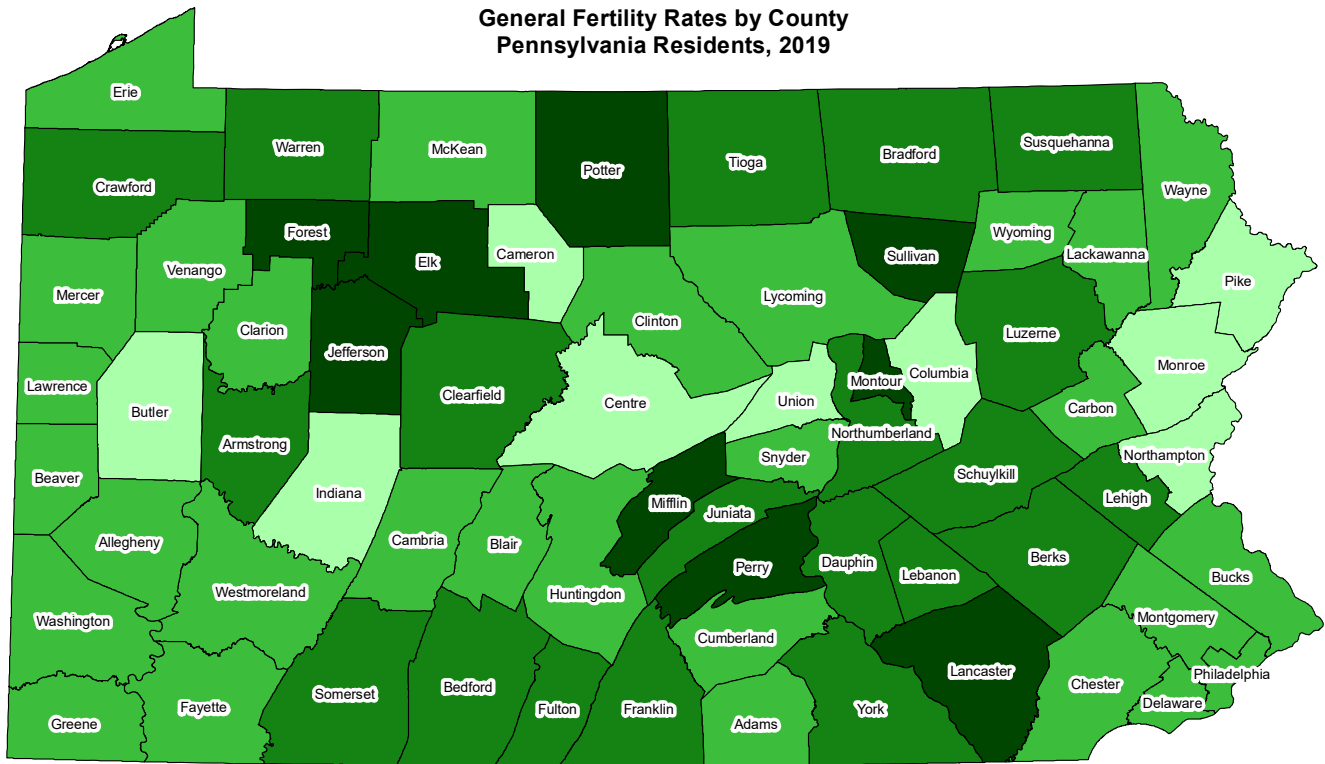 General Fertility Rates by County
Pennsylvania Residents, 2019
Erie
Warren
McKean
Potter
Tioga
Bradford
Susquehanna
Crawford
Wayne
Forest
Elk
Cameron
Sullivan
Wyoming
Lackawanna
Venango
Pike
Mercer
Clarion
Jefferson
Clinton
Lycoming
Luzerne
Lawrence
Butler
Clearfield
Centre
Union
Montour
Columbia
Monroe
Carbon
Armstrong
Northumberland
Beaver
Indiana
Snyder
Schuylkill
Northampton
Lehigh
Mifflin
Juniata
Allegheny
Cambria
Blair
Perry
Dauphin
Lebanon
Berks
Bucks
Westmoreland
Huntingdon
Washington
Cumberland
Montgomery
Lancaster
Philadelphia
Somerset
Bedford
Fulton
Franklin
York
Chester
Delaware
Greene
Fayette
Adams